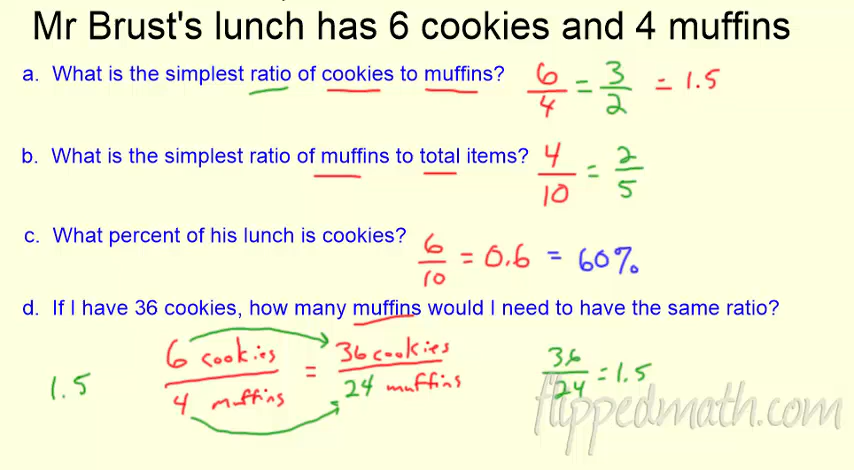 Mr Brust's lunch has 6 cookies and 4 muffins
a. What is the simplest ratio of cookies to muffins? 6/4 = 3/2 = 1.5
b. What is the simplest ratio of muffins to total items? 4/10 = 2/5
c. What percent of his lunch is cookies? 6/10 = 0.6 = 60%
d. If I have 36 cookies, how many muffins would I need to have the same ratio?
1.5 6 cookies/4 muffins = 36 cookies/24 muffins 36/24 = 1.5
flippedmath.com